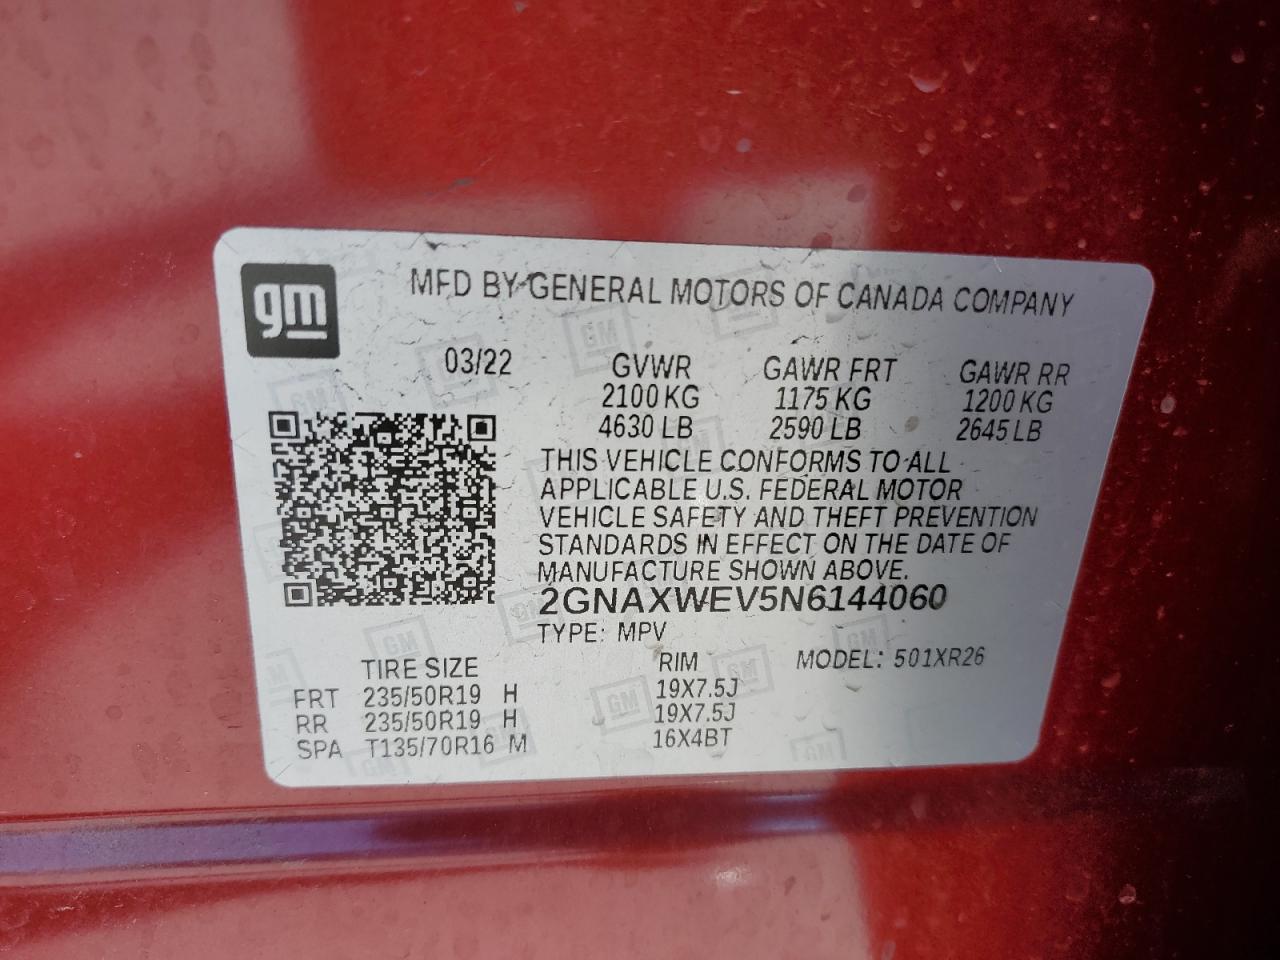 gm
MFD BY GENERAL MOTORS OF CANADA COMPANY
03/22 GVWR GAWR FRT GAWR RR
2100 KG 1175 KG 1200 KG
4630 LB 2590 LB 2645 LB
THIS VEHICLE CONFORMS TO ALL
APPLICABLE U.S. FEDERAL MOTOR
VEHICLE SAFETY AND THEFT PREVENTION
STANDARDS IN EFFECT ON THE DATE OF
MANUFACTURE SHOWN ABOVE.
2GNAXWEV5N6144060
TYPE: MPV
TIRE SIZE RIM MODEL: 501XR26
FRT 235/50R19 H 19X7.5J
RR 235/50R19 H 19X7.5J
SPA T135/70R16 M 16X4BT